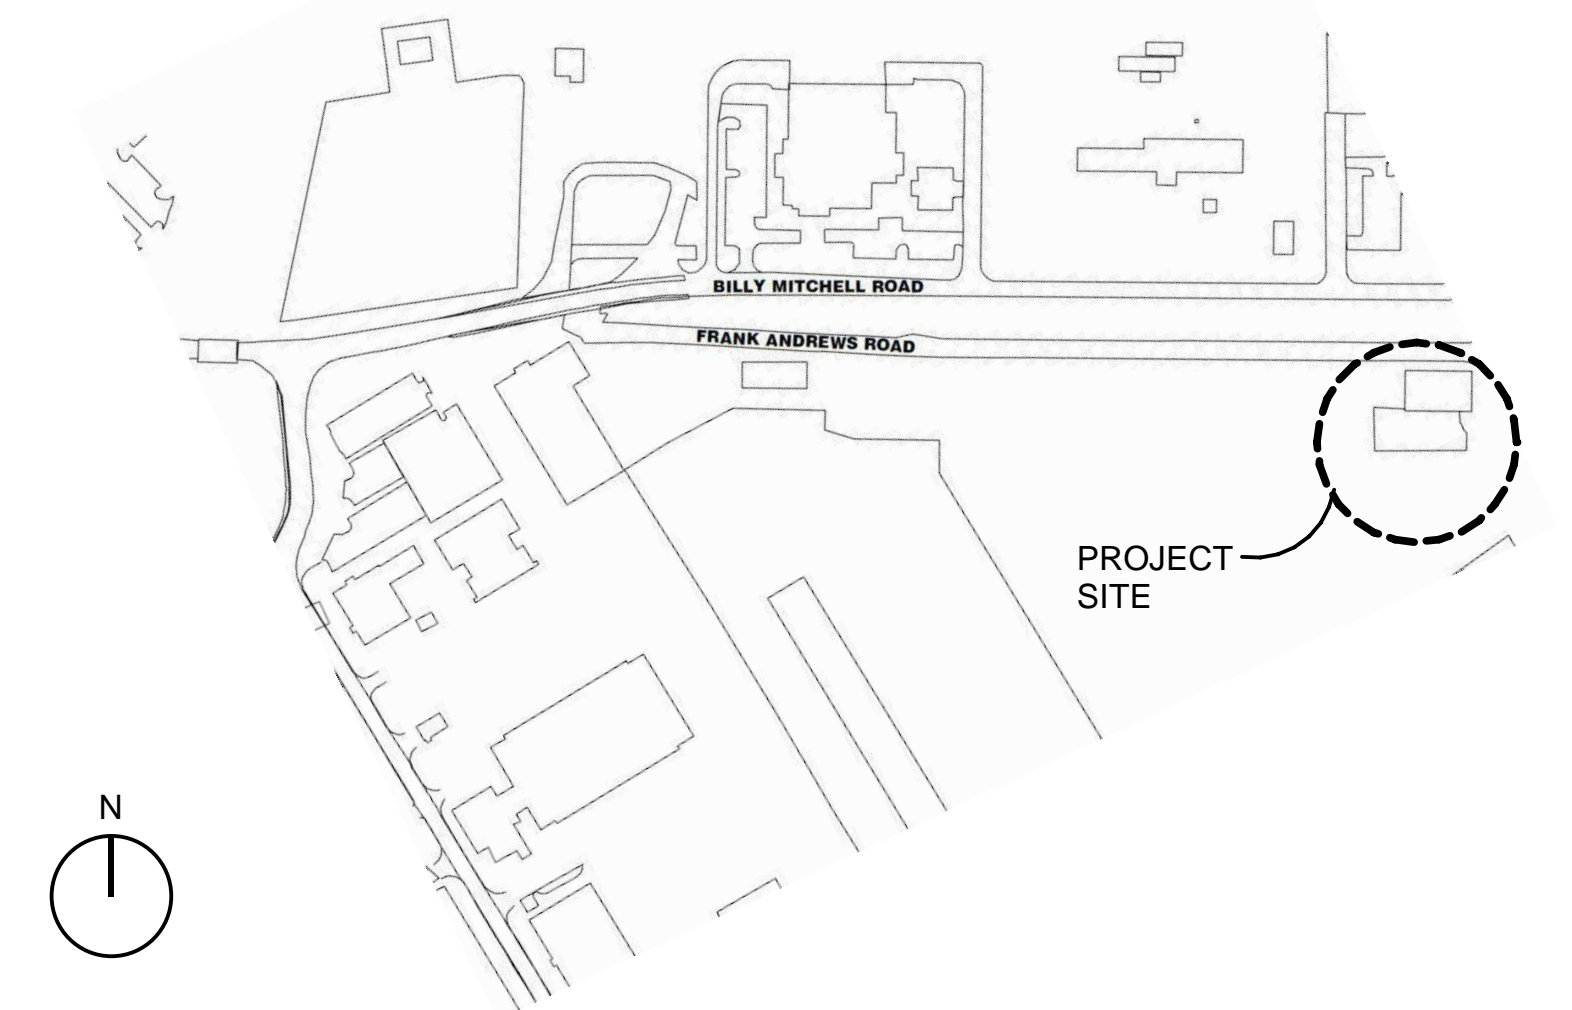 BILLY MITCHELL ROAD
FRANK ANDREWS ROAD
PROJECT
SITE
N